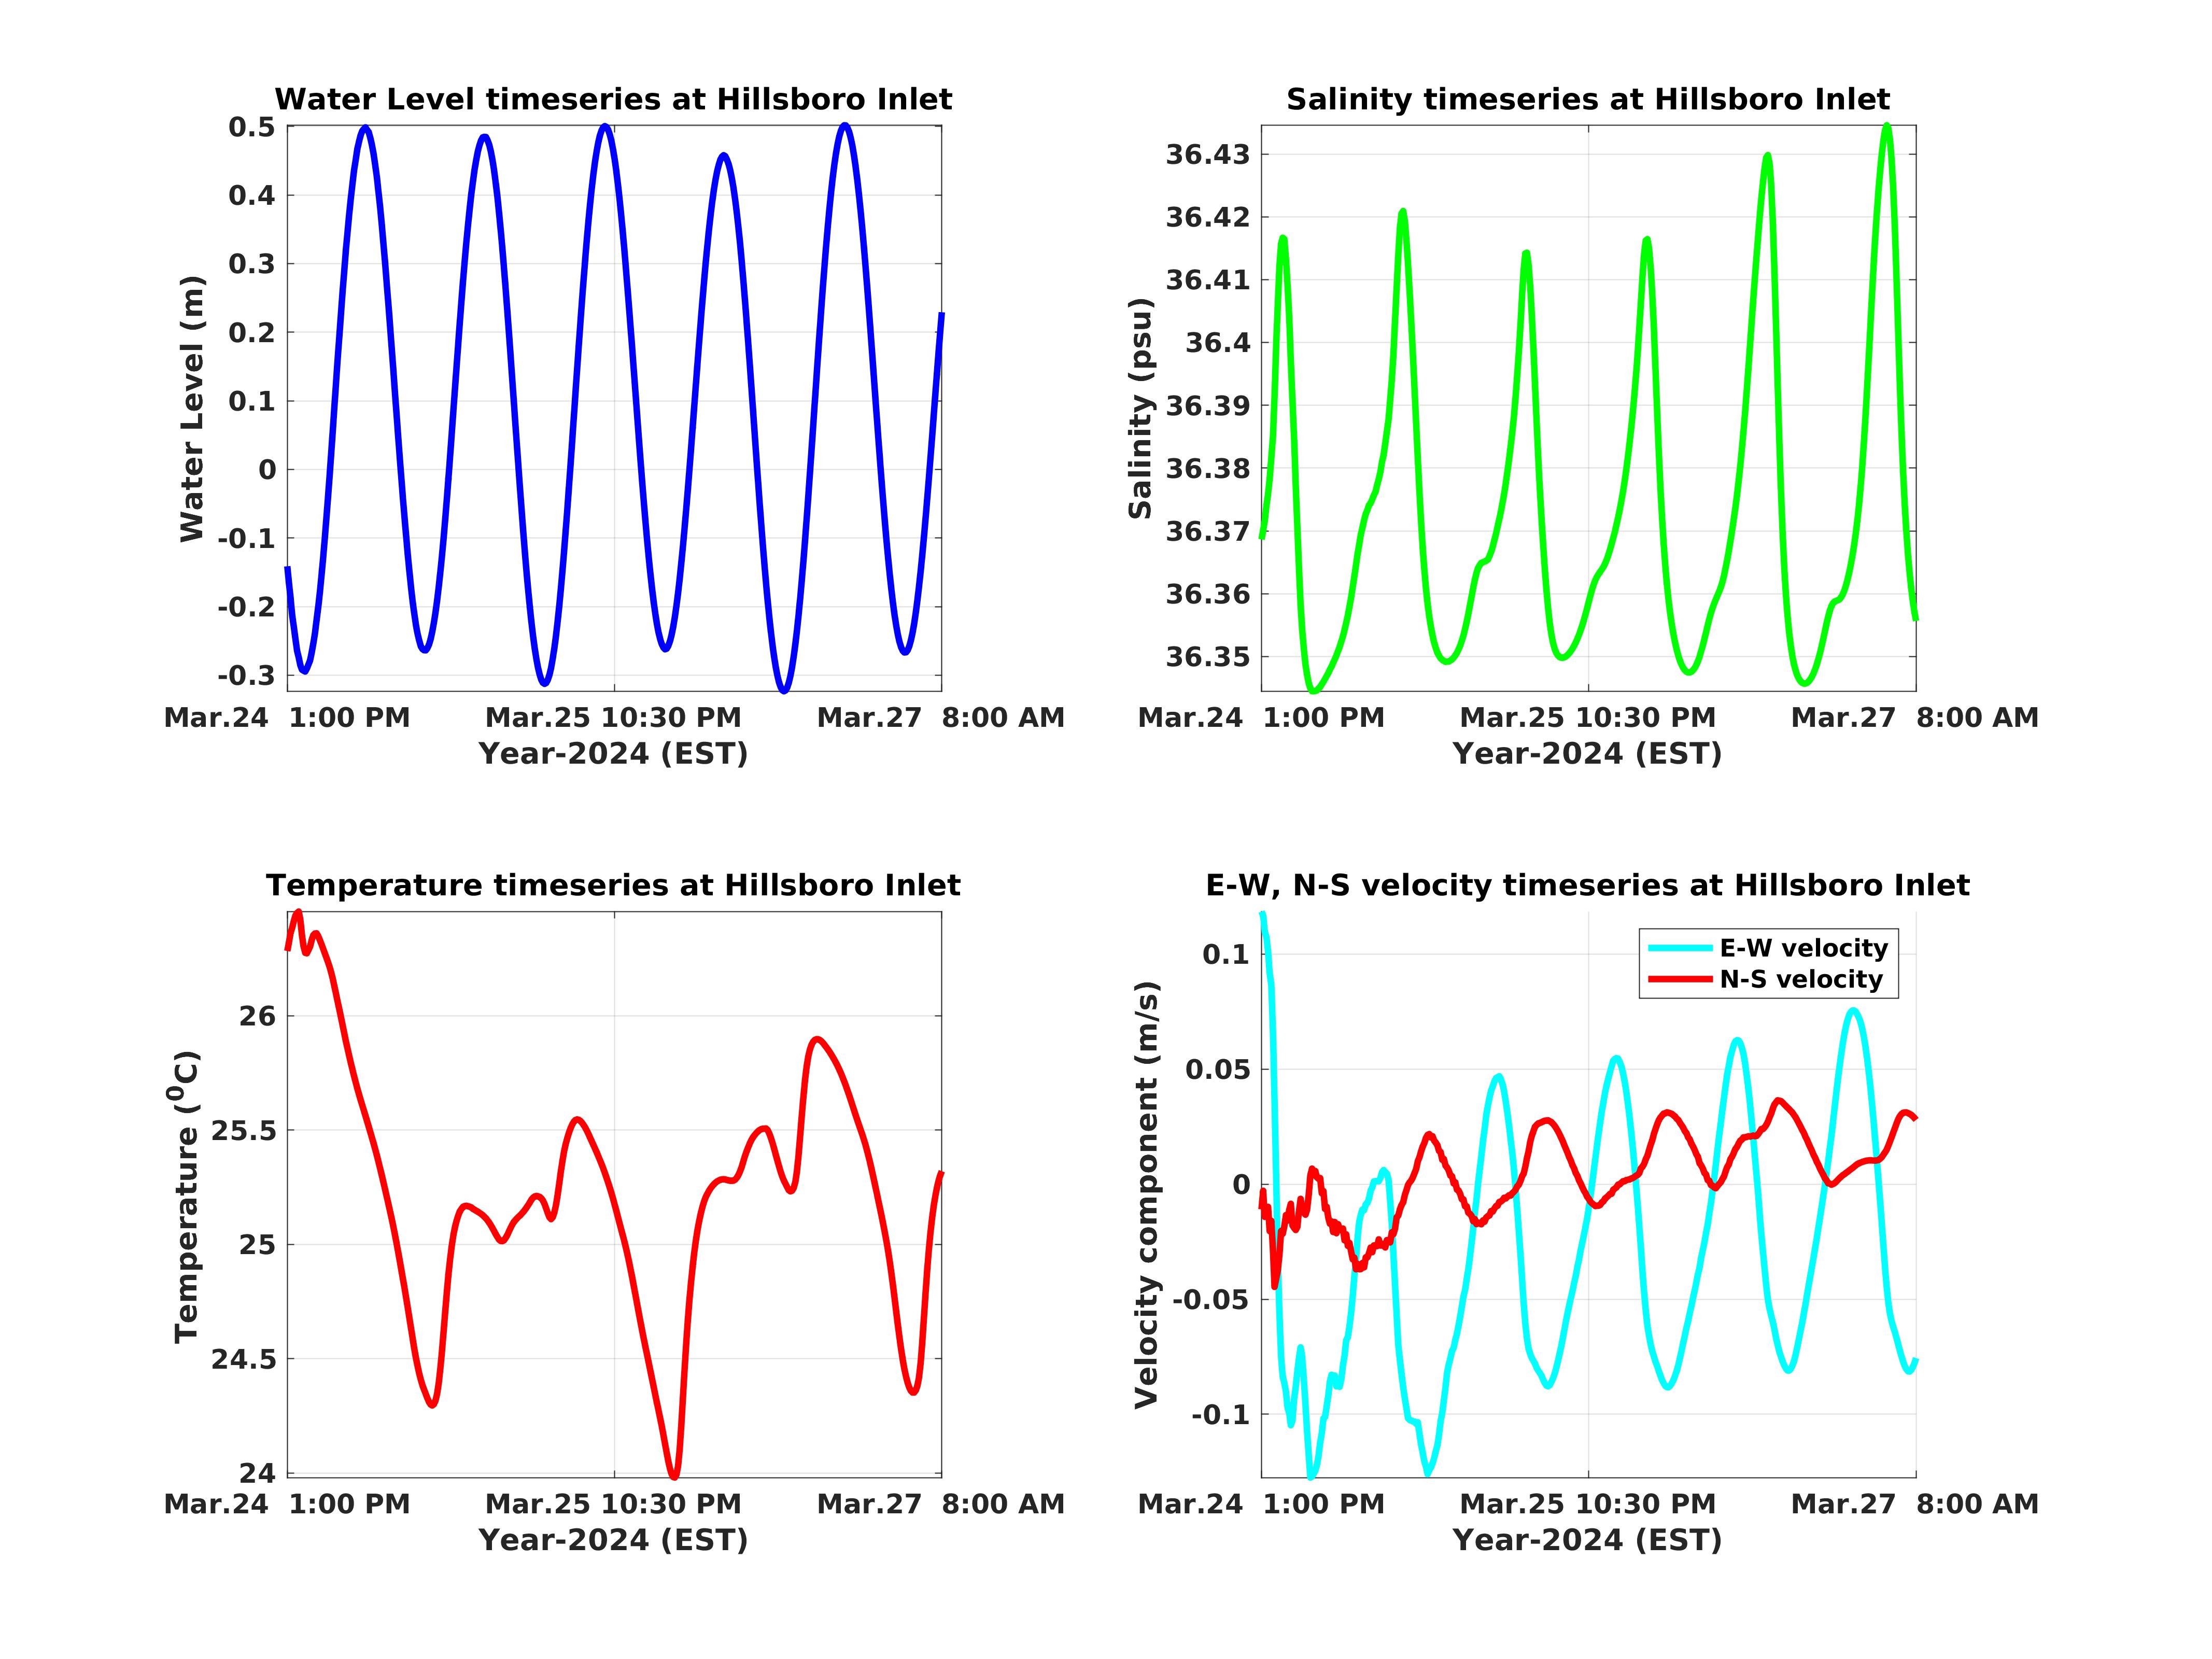 Water Level timeseries at Hillsboro Inlet
0.5
0.4
0.3
0.2
0.1
0
-0.1
-0.2
-0.3
Water Level (m)
Mar.24 1:00 PM Mar.25 10:30 PM Mar.27 8:00 AM
Year-2024 (EST)
Salinity timeseries at Hillsboro Inlet
36.43
36.42
36.41
36.4
36.39
36.38
36.37
36.36
36.35
Salinity (psu)
Mar.24 1:00 PM Mar.25 10:30 PM Mar.27 8:00 AM
Year-2024 (EST)
Temperature timeseries at Hillsboro Inlet
26
25.5
25
24.5
24
Temperature (⁰C)
Mar.24 1:00 PM Mar.25 10:30 PM Mar.27 8:00 AM
Year-2024 (EST)
E-W, N-S velocity timeseries at Hillsboro Inlet
E-W velocity
N-S velocity
0.1
0.05
0
-0.05
-0.1
Velocity component (m/s)
Mar.24 1:00 PM Mar.25 10:30 PM Mar.27 8:00 AM
Year-2024 (EST)